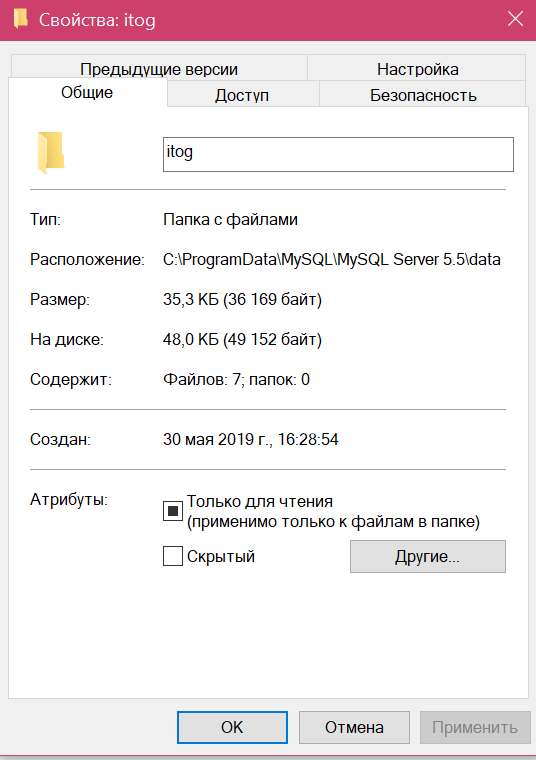 Свойства: itog
Предыдущие версии
Настройка
Общие
Доступ
Безопасность
itog
Тип: Папка с файлами
Расположение: C:\ProgramData\MySQL\MySQL Server 5.5\data
Размер: 35,3 КБ (36 169 байт)
На диске: 48,0 КБ (49 152 байт)
Содержит: Файлов: 7; папок: 0
Создан: 30 мая 2019 г., 16:28:54
Атрибуты: Только для чтения
(применимо только к файлам в папке)
Скрытый
Другие...
OK
Отмена
Применить